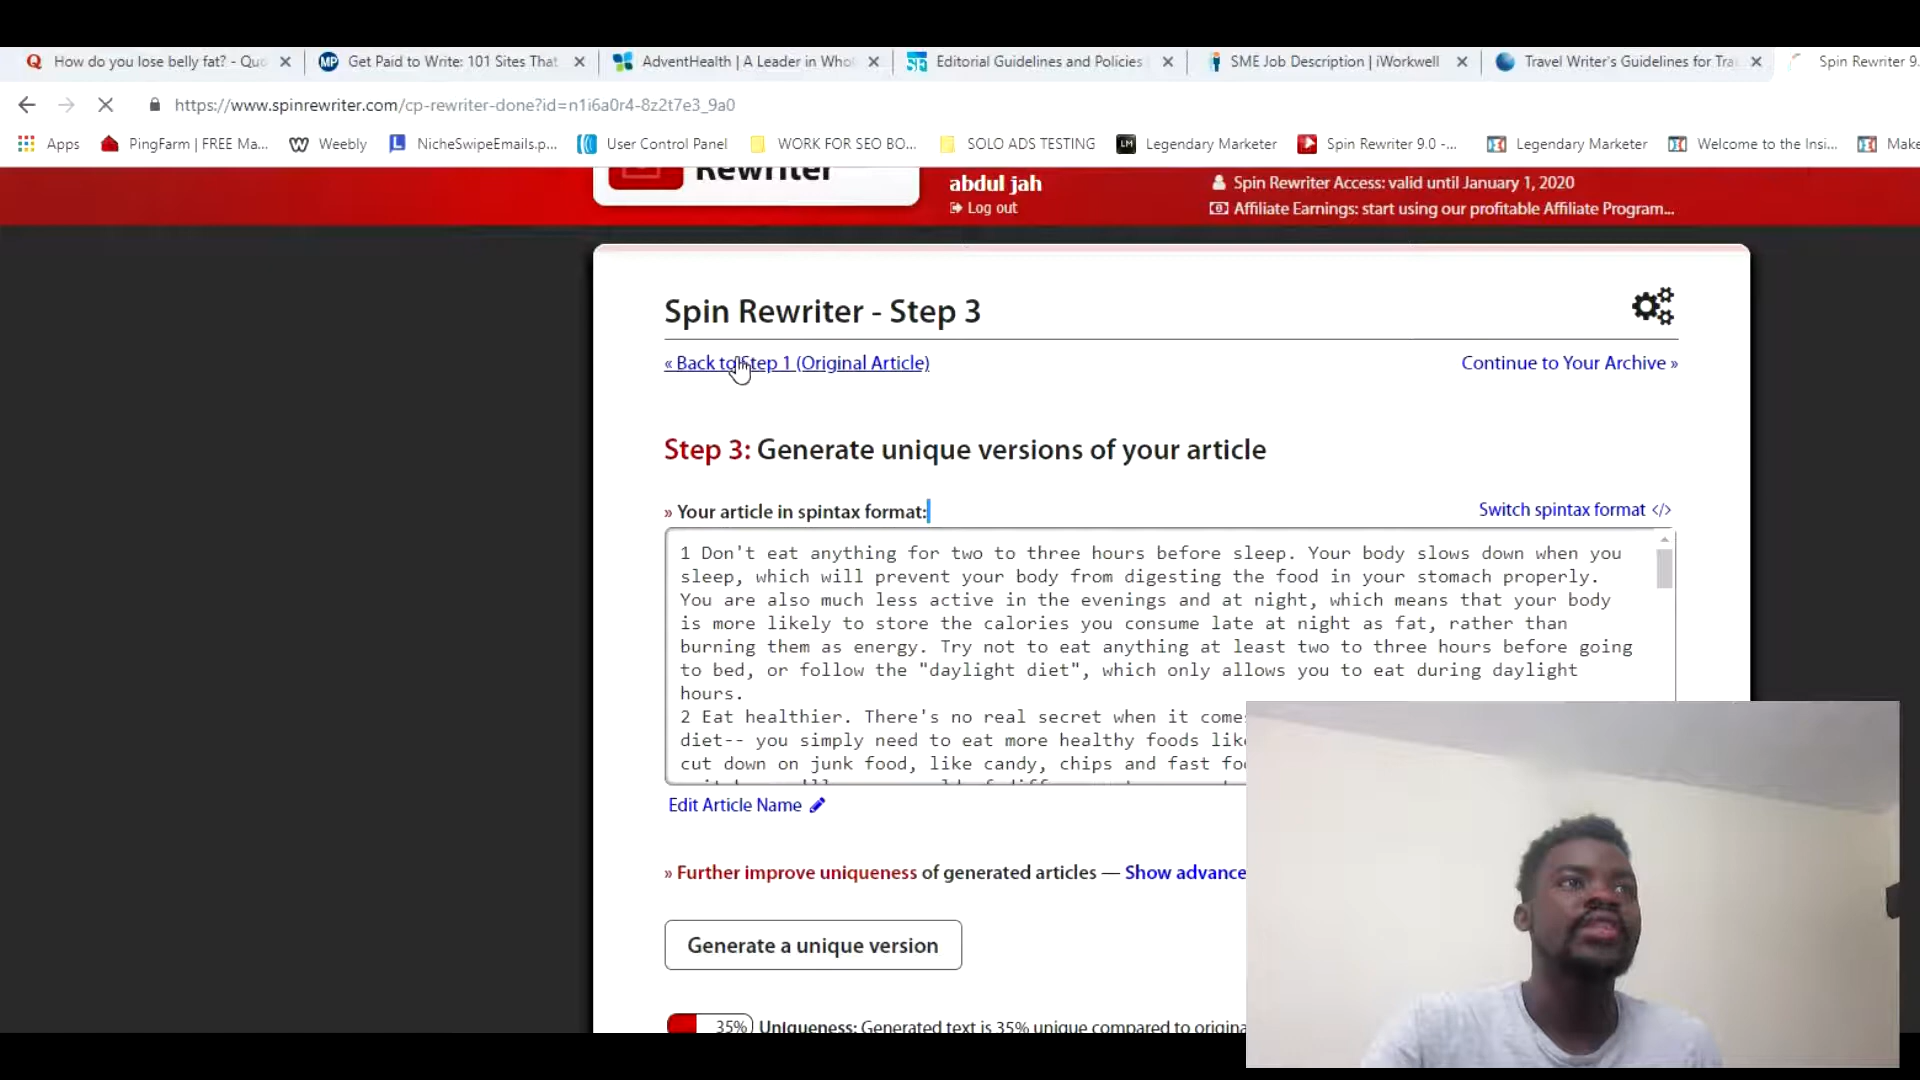 How do you lose belly fat? - Quo
Get Paid to Write: 101 Sites That
AdventHealth | A Leader in Whol
Editorial Guidelines and Policies
SME Job Description | iWorkwell
Travel Writer's Guidelines for Tra
Spin Rewriter 9.
https://www.spinrewriter.com/cp-rewriter-done?id=n1i6a0r4-8z2t7e3_9a0
Apps
PingFarm | FREE Ma...
Weebly
NicheSwipeEmails.p...
User Control Panel
WORK FOR SEO BO...
SOLO ADS TESTING
Legendary Marketer
Spin Rewriter 9.0 -...
Legendary Marketer
Welcome to the Insi...
Make
Rewriter
abdul jah
Log out
Spin Rewriter Access: valid until January 1, 2020
Affiliate Earnings: start using our profitable Affiliate Program...
Spin Rewriter - Step 3
« Back to Step 1 (Original Article)
Continue to Your Archive »
Step 3: Generate unique versions of your article
» Your article in spintax format:
Switch spintax format </>
1 Don't eat anything for two to three hours before sleep. Your body slows down when you
sleep, which will prevent your body from digesting the food in your stomach properly.
You are also much less active in the evenings and at night, which means that your body
is more likely to store the calories you consume late at night as fat, rather than
burning them as energy. Try not to eat anything at least two to three hours before going
to bed, or follow the "daylight diet", which only allows you to eat during daylight
hours.
2 Eat healthier. There's no real secret when it come
diet-- you simply need to eat more healthy foods lik
cut down on junk food, like candy, chips and fast fo
Edit Article Name
» Further improve uniqueness of generated articles — Show advance
Generate a unique version
35% Uniqueness: Generated text is 35% unique compared to origina